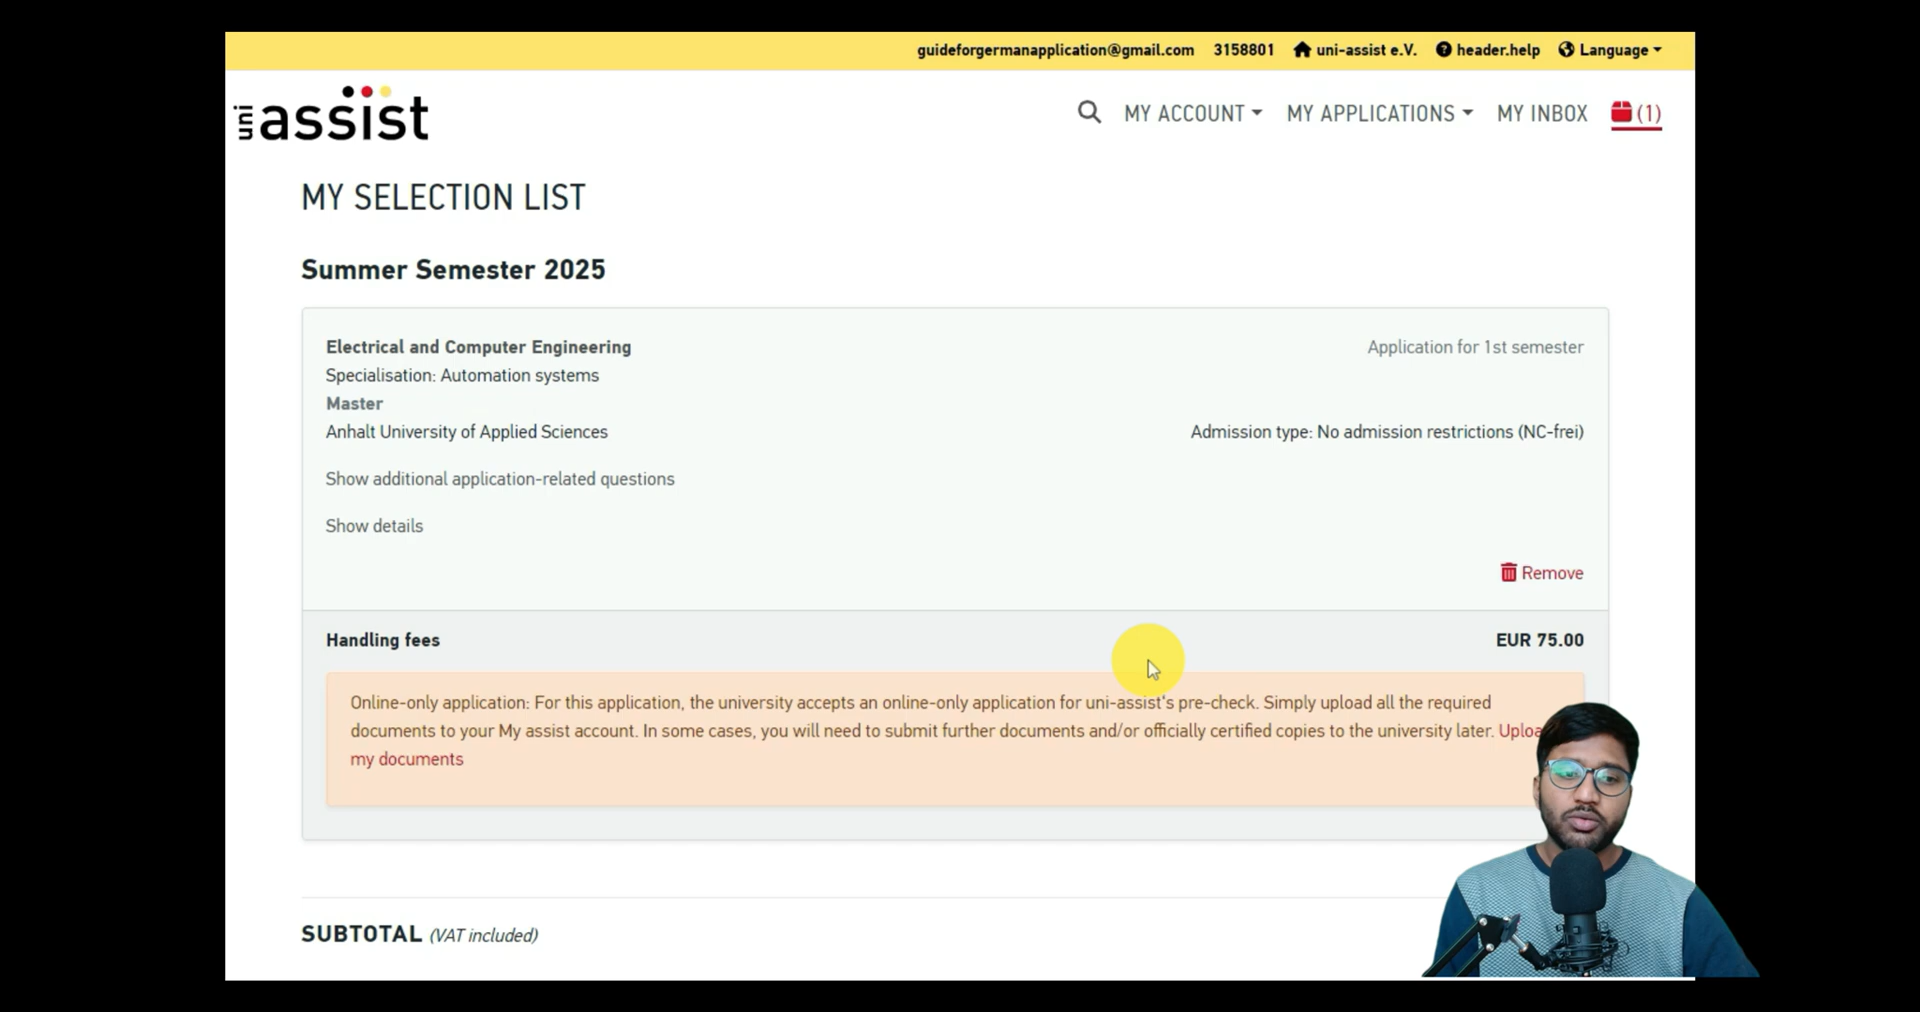 guideforgermanapplication@gmail.com 3158801 uni-assist e.V. header.help Language
uni assist
MY ACCOUNT MY APPLICATIONS MY INBOX (1)
MY SELECTION LIST
Summer Semester 2025
Electrical and Computer Engineering
Application for 1st semester
Specialisation: Automation systems
Master
Anhalt University of Applied Sciences
Admission type: No admission restrictions (NC-frei)
Show additional application-related questions
Show details
Remove
Handling fees
EUR 75.00
Online-only application: For this application, the university accepts an online-only application for uni-assist's pre-check. Simply upload all the required
documents to your My assist account. In some cases, you will need to submit further documents and/or officially certified copies to the university later. Uploa
my documents
SUBTOTAL (VAT included)